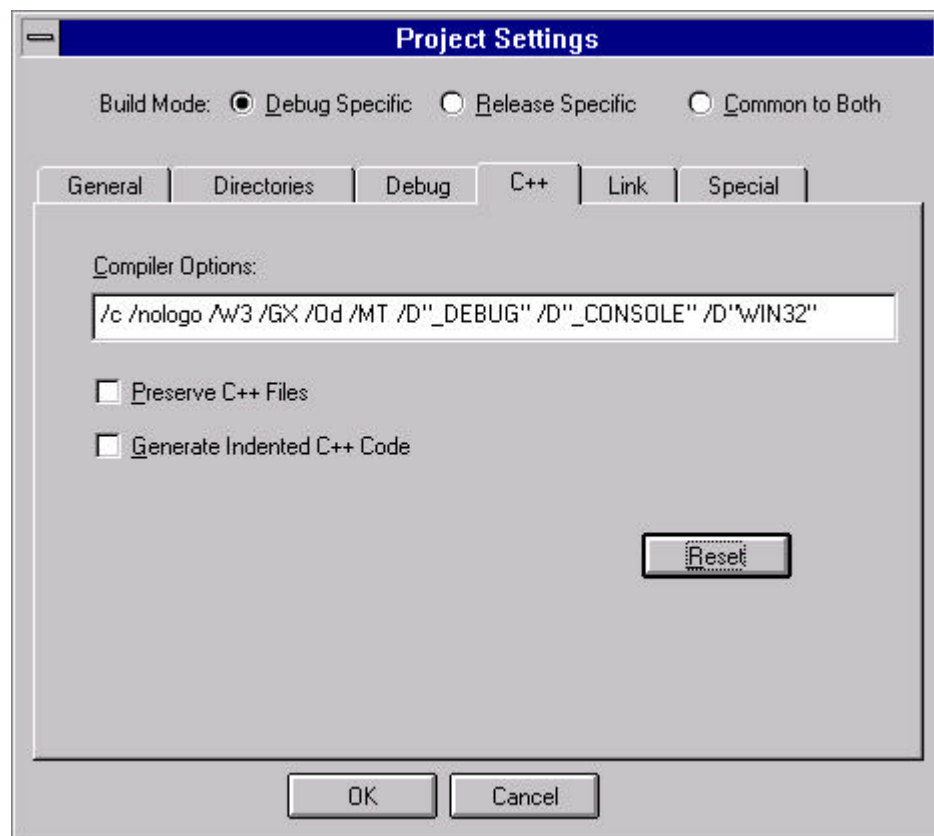 Project Settings
Build Mode: Debug Specific Release Specific Common to Both
General Directories Debug C++ Link Special
Compiler Options:
/c /nologo /W3 /GX /Od /MT /D"_DEBUG" /D"_CONSOLE" /D"WIN32"
Preserve C++ Files
Generate Indented C++ Code
Reset
OK Cancel